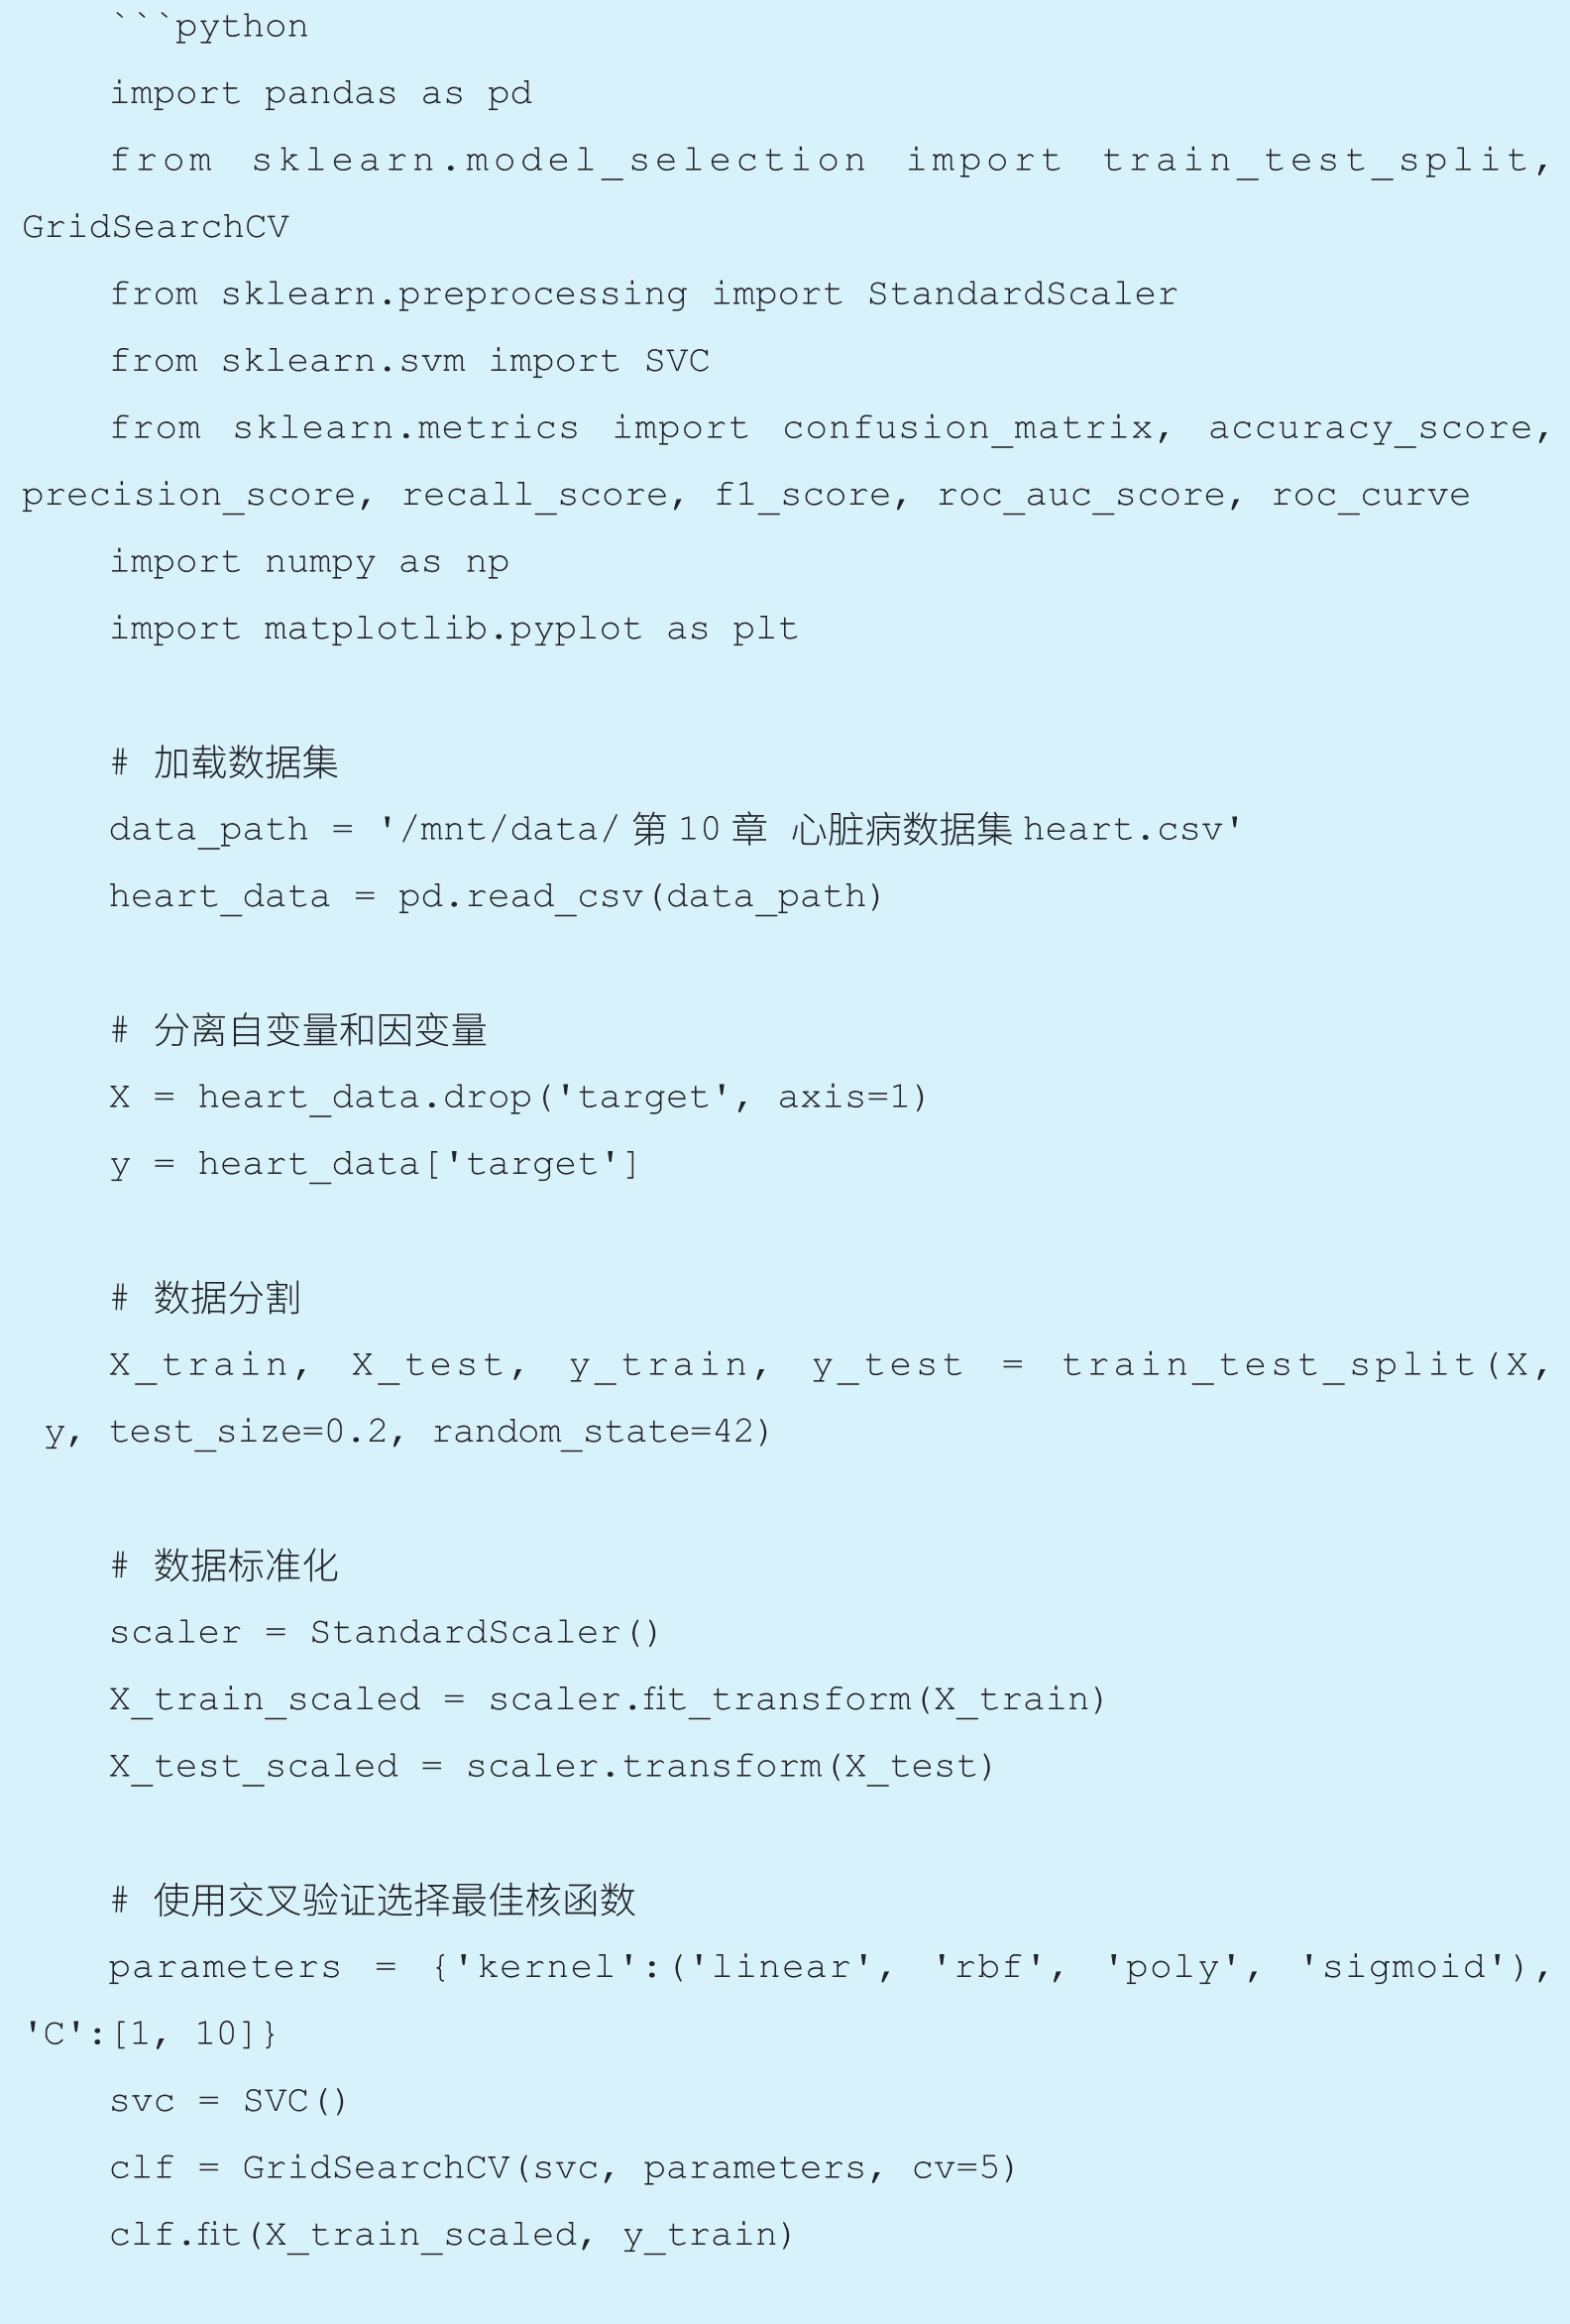 ```python
import pandas as pd
from sklearn.model_selection import train_test_split,
GridSearchCV
from sklearn.preprocessing import StandardScaler
from sklearn.svm import SVC
from sklearn.metrics import confusion_matrix, accuracy_score,
precision_score, recall_score, f1_score, roc_auc_score, roc_curve
import numpy as np
import matplotlib.pyplot as plt
# 加载数据集
data_path = '/mnt/data/第10章 心脏病数据集heart.csv'
heart_data = pd.read_csv(data_path)
# 分离自变量和因变量
X = heart_data.drop('target', axis=1)
y = heart_data['target']
# 数据分割
X_train, X_test, y_train, y_test = train_test_split(X,
y, test_size=0.2, random_state=42)
# 数据标准化
scaler = StandardScaler()
X_train_scaled = scaler.fit_transform(X_train)
X_test_scaled = scaler.transform(X_test)
# 使用交叉验证选择最佳核函数
parameters = {'kernel':('linear', 'rbf', 'poly', 'sigmoid'),
'C':[1, 10]}
svc = SVC()
clf = GridSearchCV(svc, parameters, cv=5)
clf.fit(X_train_scaled, y_train)